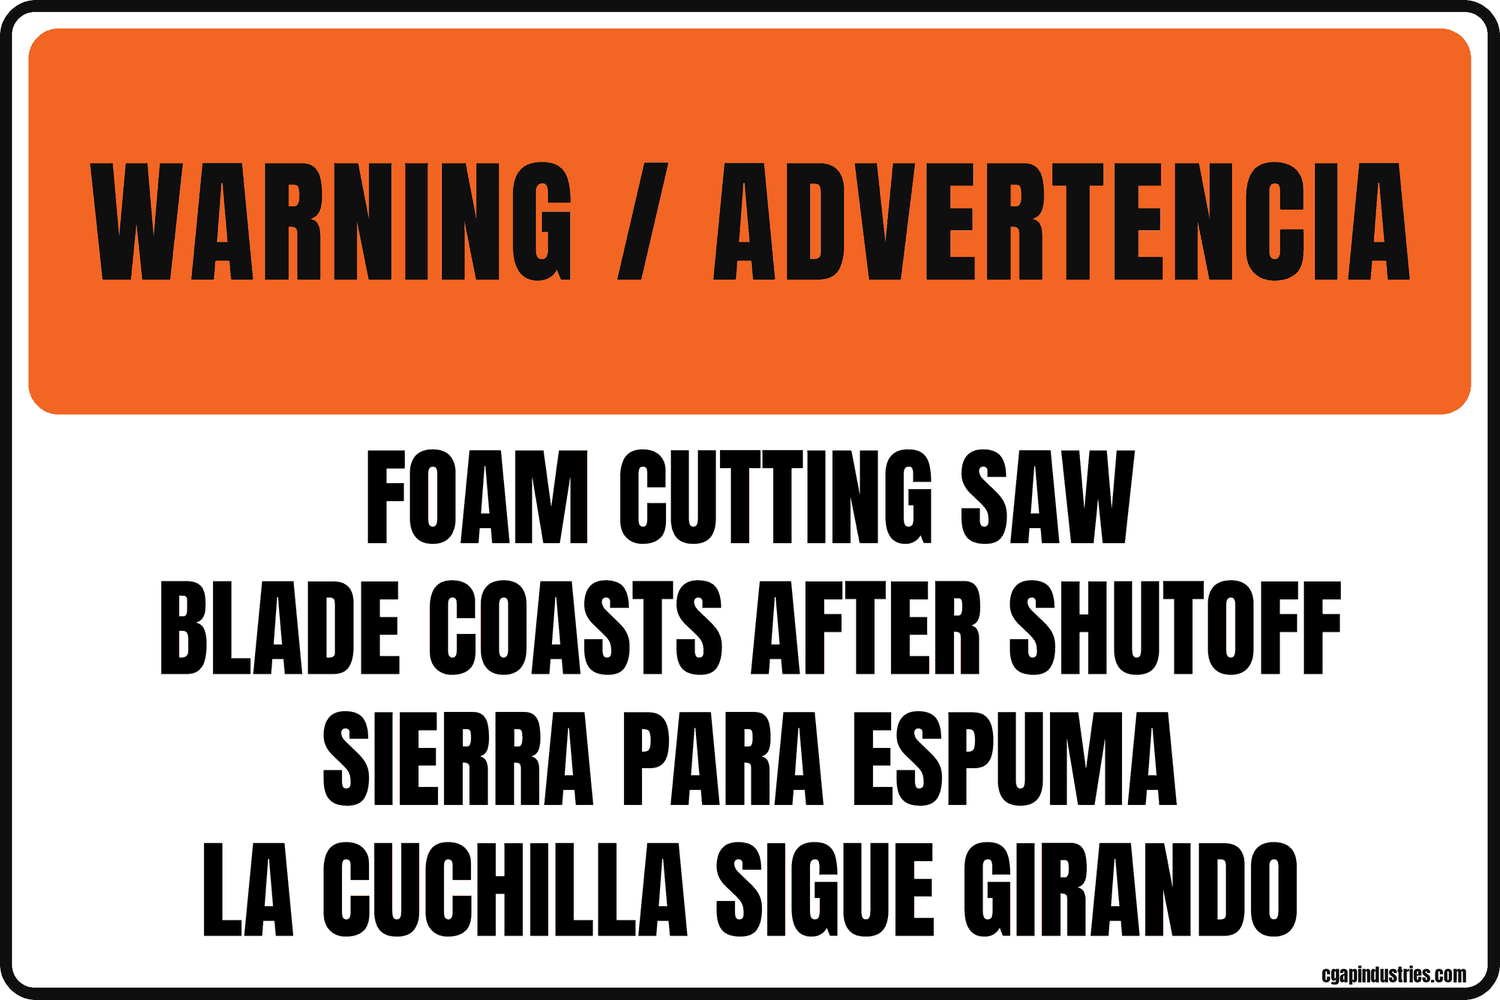 WARNING / ADVERTENCIA
FOAM CUTTING SAW
BLADE COASTS AFTER SHUTOFF
SIERRA PARA ESPUMA
LA CUCHILLA SIGUE GIRANDO
cgapindustries.com